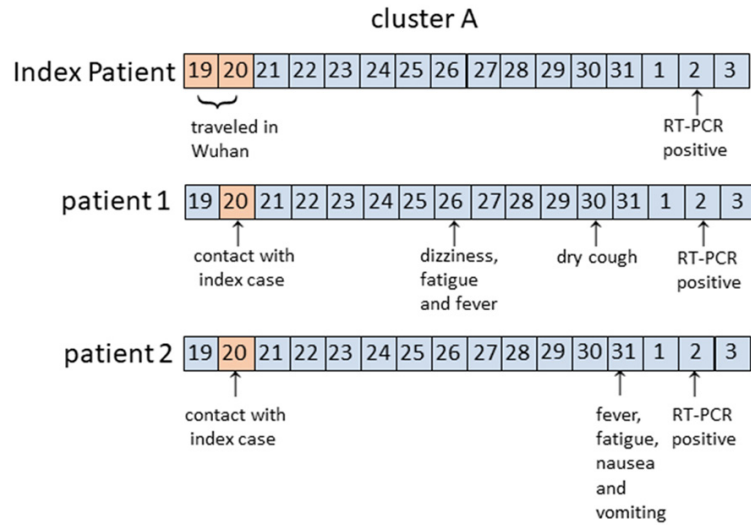 cluster A
Index Patient 19 20 21 22 23 24 25 26 27 28 29 30 31 1 2 3
traveled in
Wuhan
RT-PCR
positive
patient 1 19 20 21 22 23 24 25 26 27 28 29 30 31 1 2 3
contact with
index case
dizziness,
fatigue
and fever
dry cough
RT-PCR
positive
patient 2 19 20 21 22 23 24 25 26 27 28 29 30 31 1 2 3
contact with
index case
fever,
fatigue,
nausea
and
vomiting
RT-PCR
positive